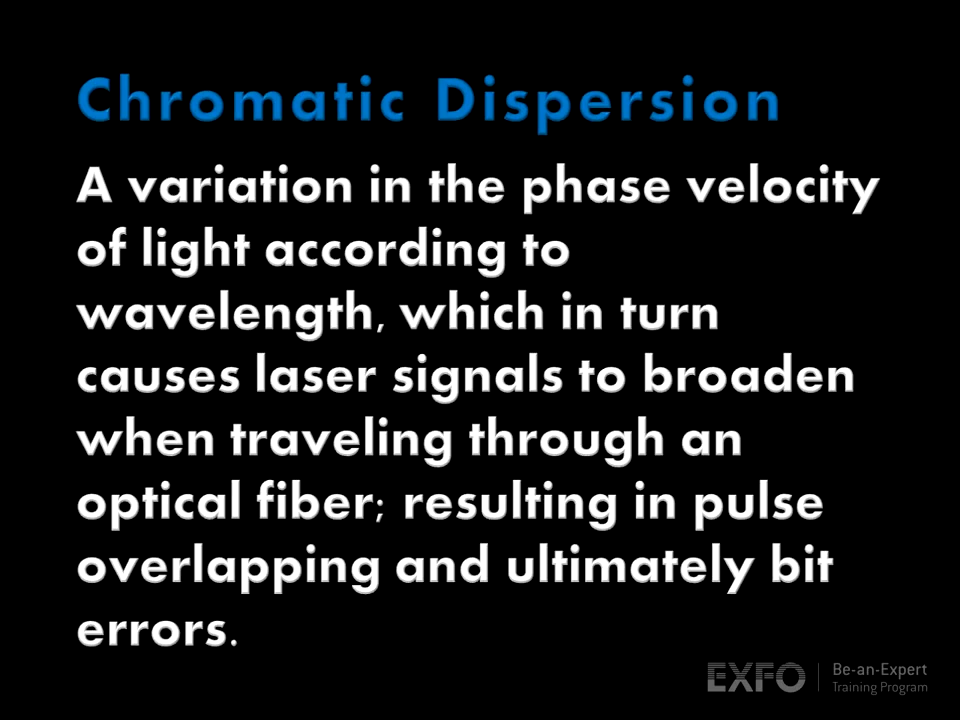 Chromatic Dispersion
A variation in the phase velocity
of light according to
wavelength, which in turn
causes laser signals to broaden
when traveling through an
optical fiber; resulting in pulse
overlapping and ultimately bit
errors.
EXFO
Be-an-Expert
Training Program